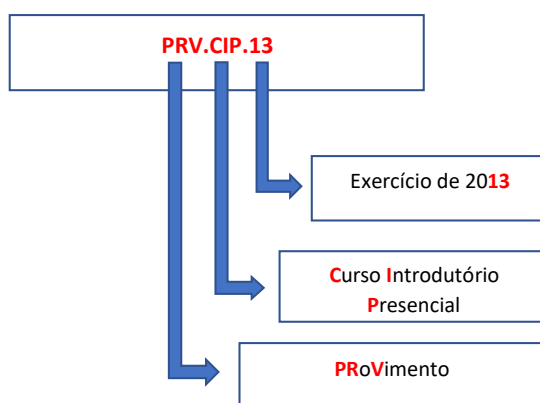 PRV.CIP.13
Exercício de 2013
Curso Introdutório
Presencial
PRoVimento